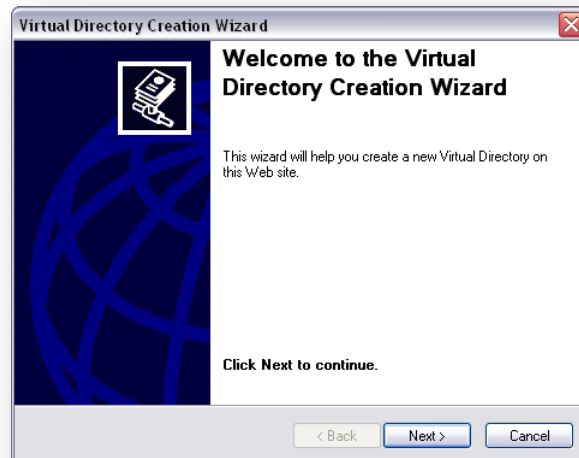 Virtual Directory Creation Wizard
Welcome to the Virtual
Directory Creation Wizard
This wizard will help you create a new Virtual Directory on
this Web site.
Click Next to continue.
< Back Next > Cancel